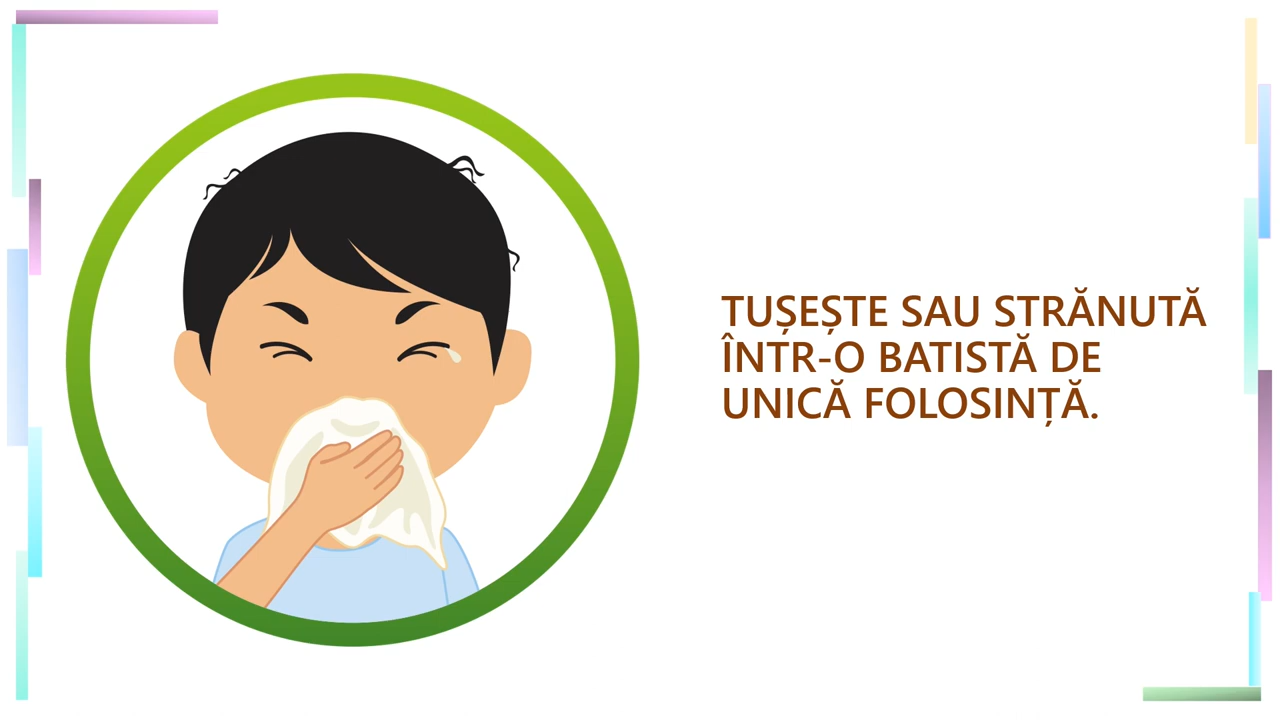 TUȘEȘTE SAU STRĂNUTĂ
ÎNTR-O BATISTĂ DE
UNICĂ FOLOSINȚĂ.